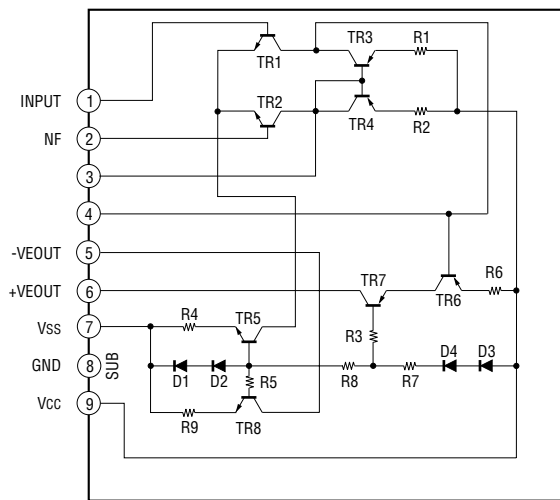 TR3
R1
TR1
INPUT
1
TR2
TR4
R2
NF
2
3
4
-VEOUT
5
TR7
R6
+VEOUT
6
TR6
R4
TR5
R3
Vss
7
D4
D3
GND
8
SUB
D1
D2
R5
R8
R7
Vcc
9
R9
TR8